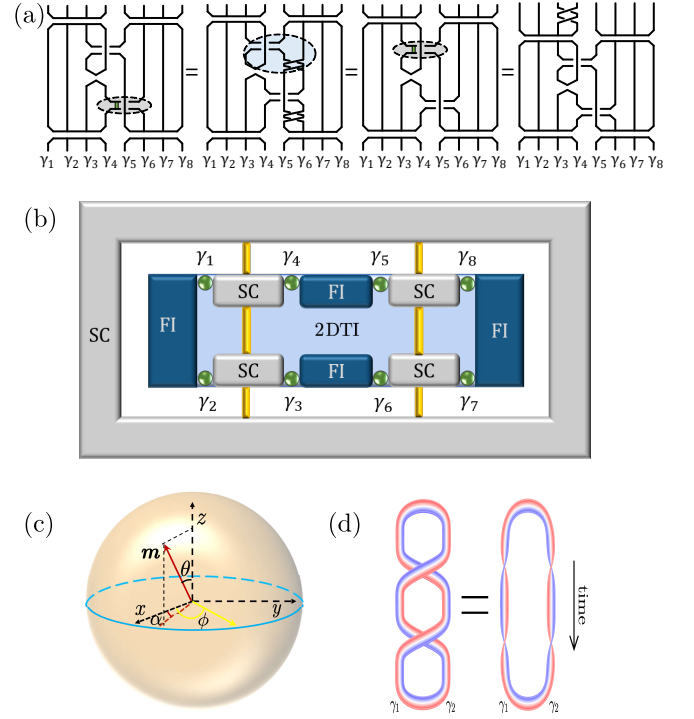 (a)
= = =
γ₁ γ₂ γ₃ γ₄ γ₅ γ₆ γ₇ γ₈ γ₁ γ₂ γ₃ γ₄ γ₅ γ₆ γ₇ γ₈ γ₁ γ₂ γ₃ γ₄ γ₅ γ₆ γ₇ γ₈ γ₁ γ₂ γ₃ γ₄ γ₅ γ₆ γ₇ γ₈
(b)
γ₁ γ₄ γ₅ γ₈
SC FI SC
SC FI 2DTI FI
SC FI SC
γ₂ γ₃ γ₆ γ₇
(c)
z
m
θ
x y
α ϕ
(d)
=
time
γ₁ γ₂ γ₁ γ₂